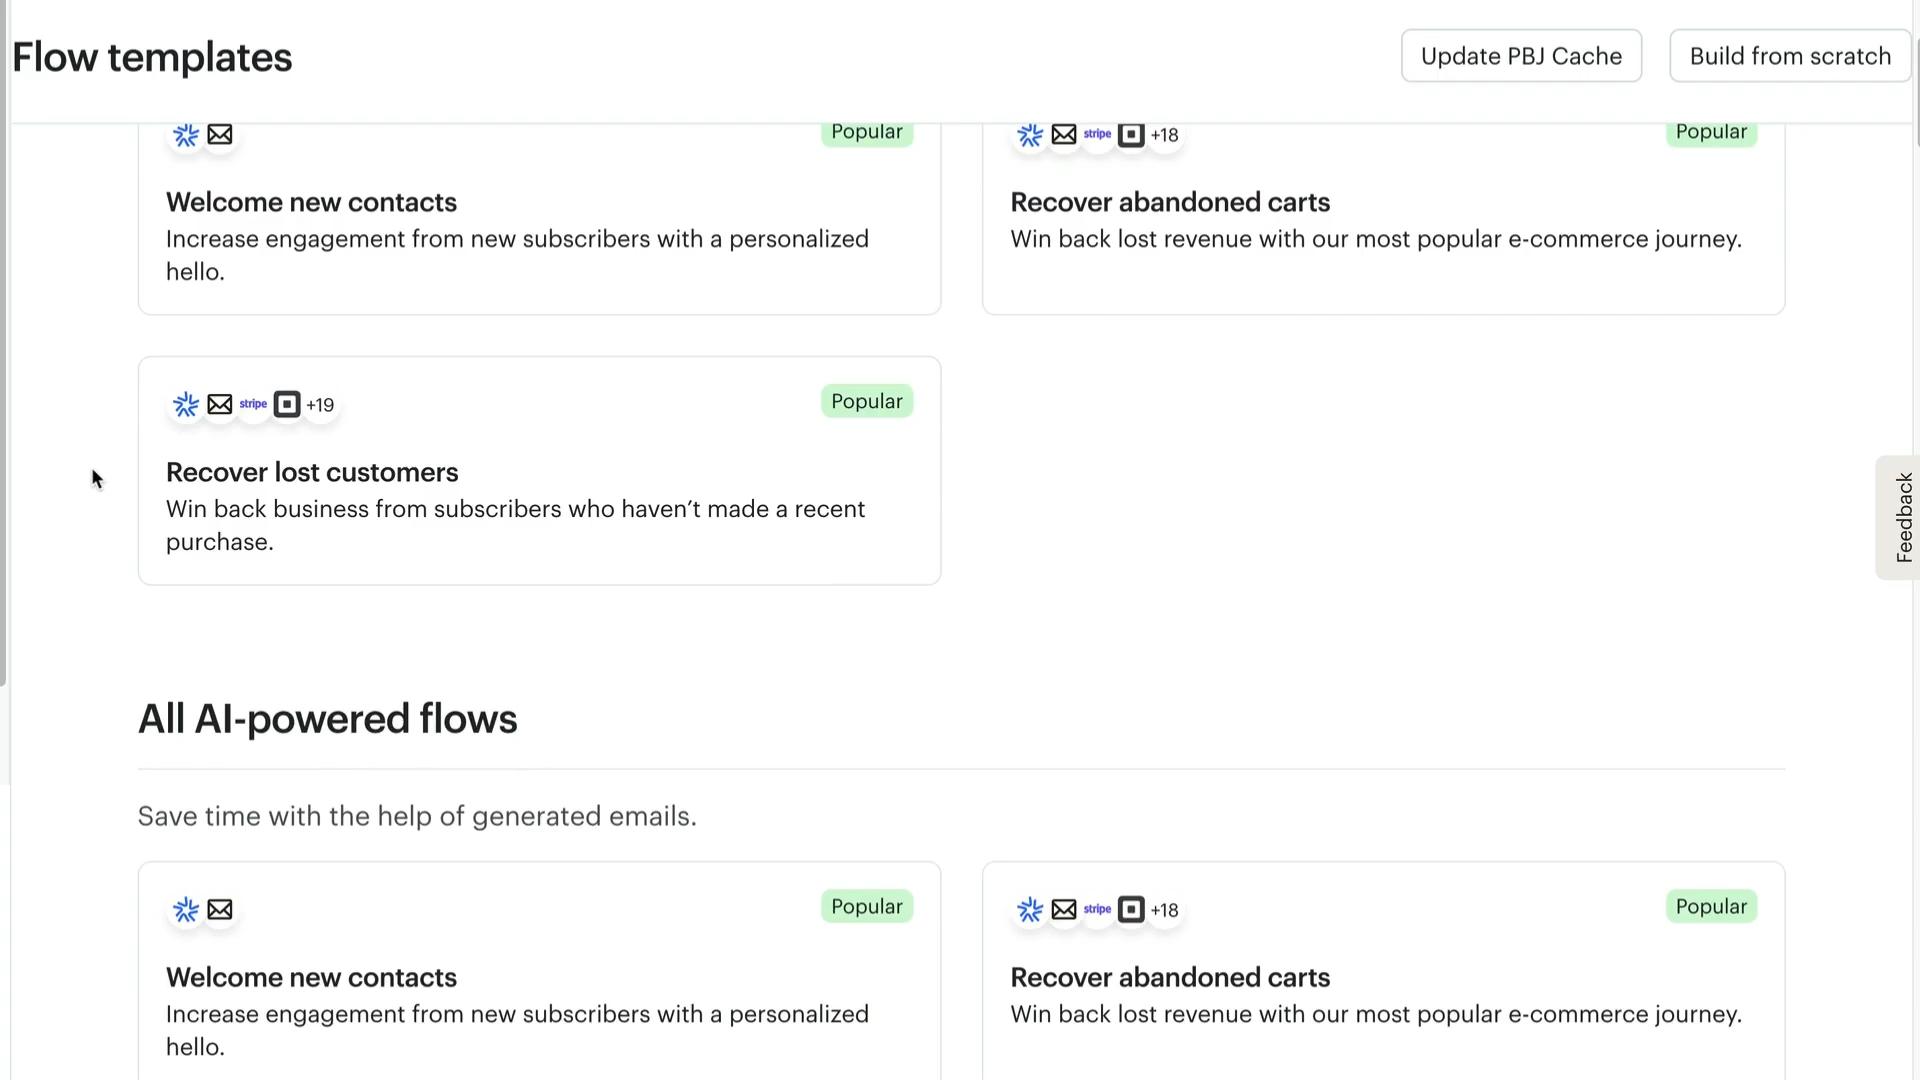 Flow templates
Update PBJ Cache
Build from scratch
Popular
stripe
+18
Popular
Welcome new contacts
Increase engagement from new subscribers with a personalized
hello.
Recover abandoned carts
Win back lost revenue with our most popular e-commerce journey.
stripe
+19
Popular
Recover lost customers
Win back business from subscribers who haven’t made a recent
purchase.
Feedback
All AI-powered flows
Save time with the help of generated emails.
Popular
stripe
+18
Popular
Welcome new contacts
Increase engagement from new subscribers with a personalized
hello.
Recover abandoned carts
Win back lost revenue with our most popular e-commerce journey.